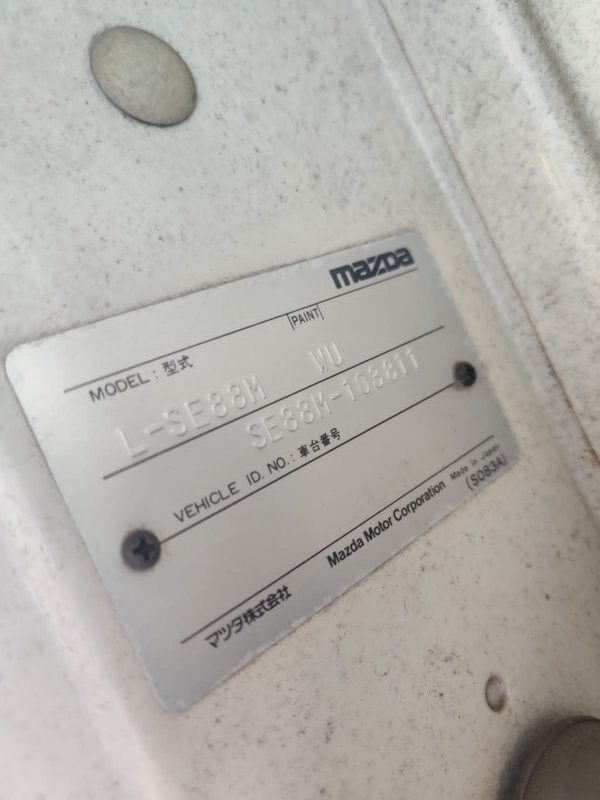 mazda
PAINT
MODEL : 型式
L-SE88M WU
SE88M-103811
VEHICLE ID. NO. : 車台番号
Mazda Motor Corporation Made in Japan
マツダ株式会社 (S083A)